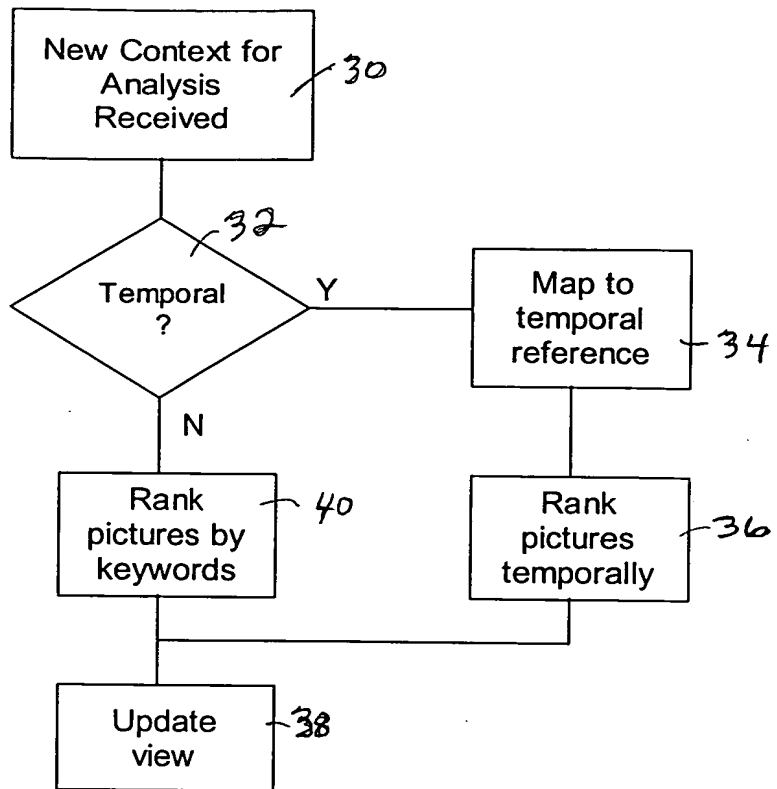 New Context for
Analysis
Received
30
32
Temporal
?
Y
Map to
temporal
reference
34
N
Rank
pictures by
keywords
40
Rank
pictures
temporally
36
Update
view
38